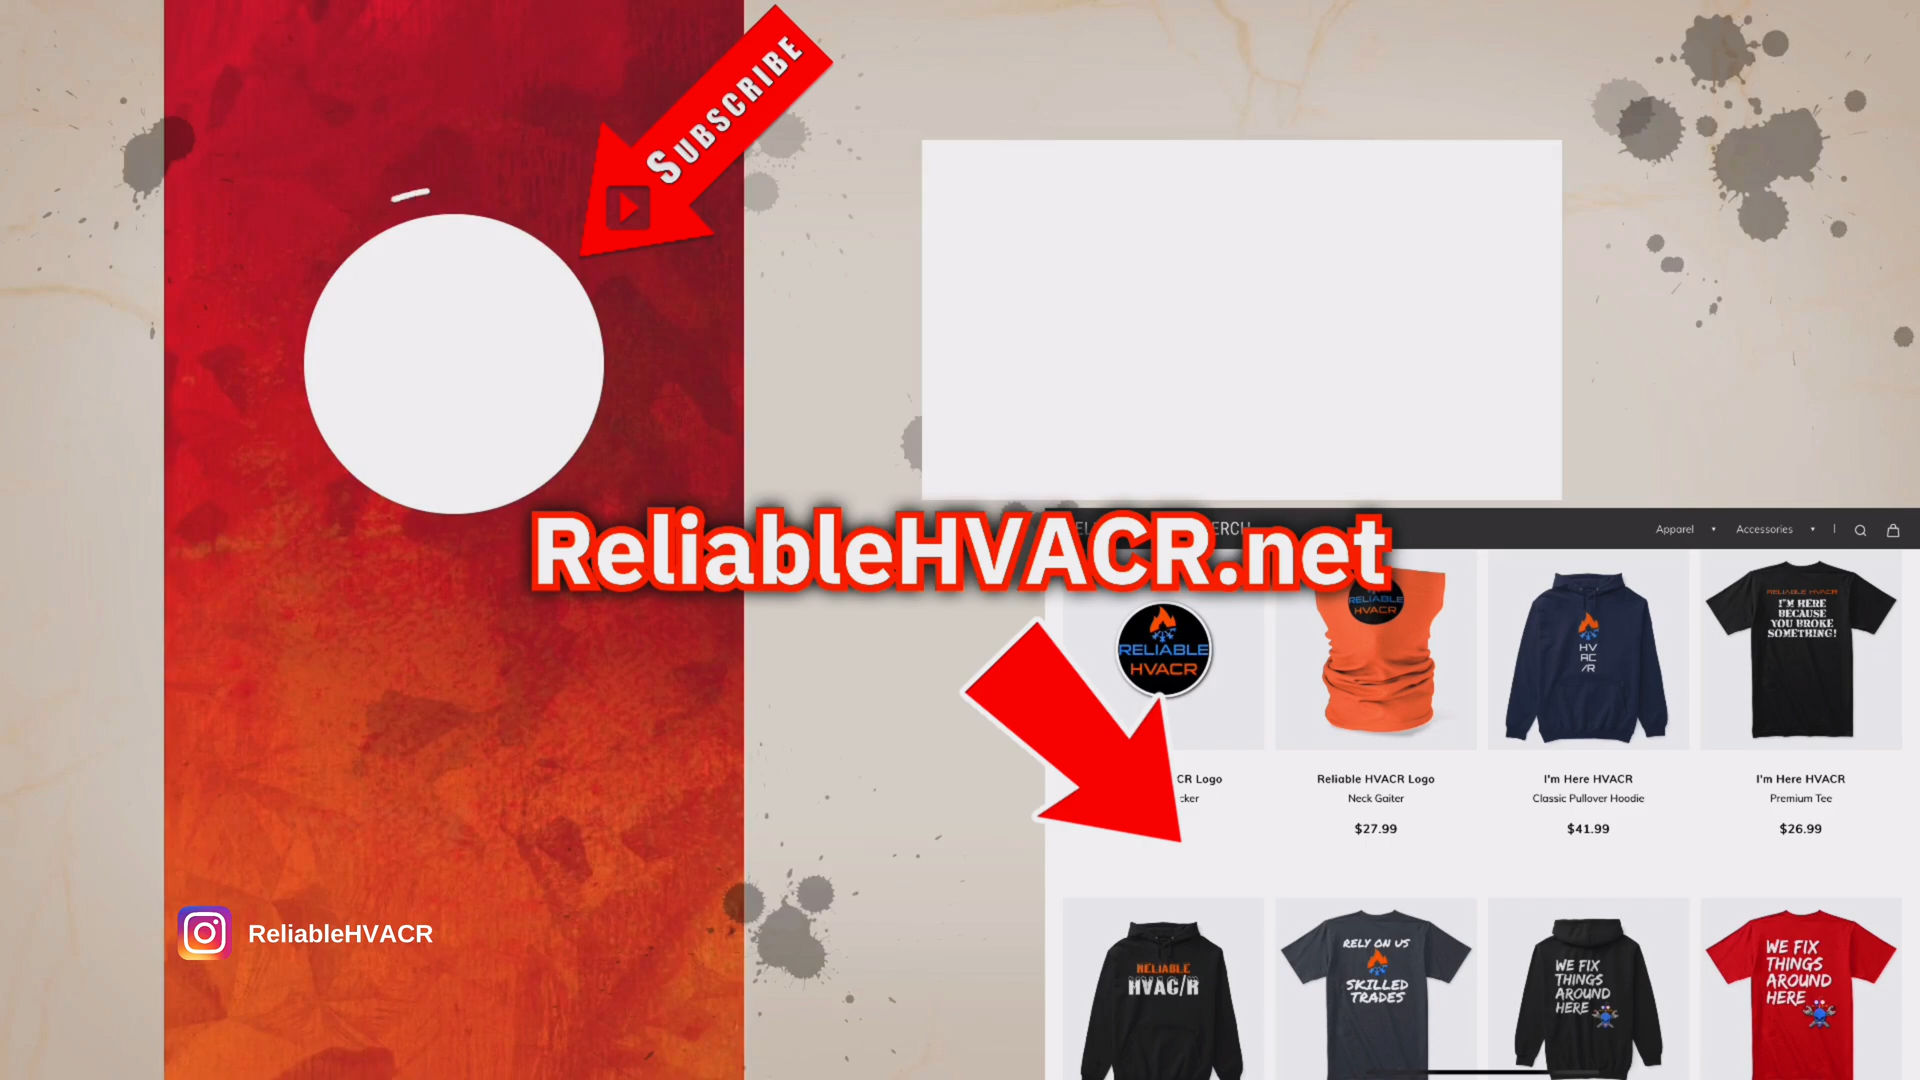 SUBSCRIBE
ReliableHVACR.net
Apparel
Accessories
RELIABLE
HVACR
RELIABLE
HVACR
HV
AC
/R
RELIABLE HVACR
I'M HERE
BECAUSE
YOU BROKE
SOMETHING!
CR Logo
Reliable HVACR Logo
Neck Gaiter
$27.99
I'm Here HVACR
Classic Pullover Hoodie
$41.99
I'm Here HVACR
Premium Tee
$26.99
ReliableHVACR
RELIABLE
HVAC/R
RELY ON US
SKILLED
TRADES
WE FIX
THINGS
AROUND
HERE
WE FIX
THINGS
AROUND
HERE